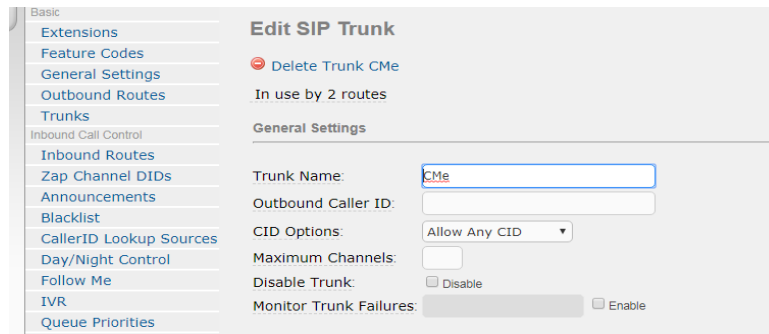 Basic
Extensions
Feature Codes
General Settings
Outbound Routes
Trunks
Inbound Call Control
Inbound Routes
Zap Channel DIDs
Announcements
Blacklist
CallerID Lookup Sources
Day/Night Control
Follow Me
IVR
Queue Priorities
Edit SIP Trunk
Delete Trunk CMe
In use by 2 routes
General Settings
Trunk Name: CMe
Outbound Caller ID:
CID Options: Allow Any CID
Maximum Channels:
Disable Trunk: Disable
Monitor Trunk Failures: Enable